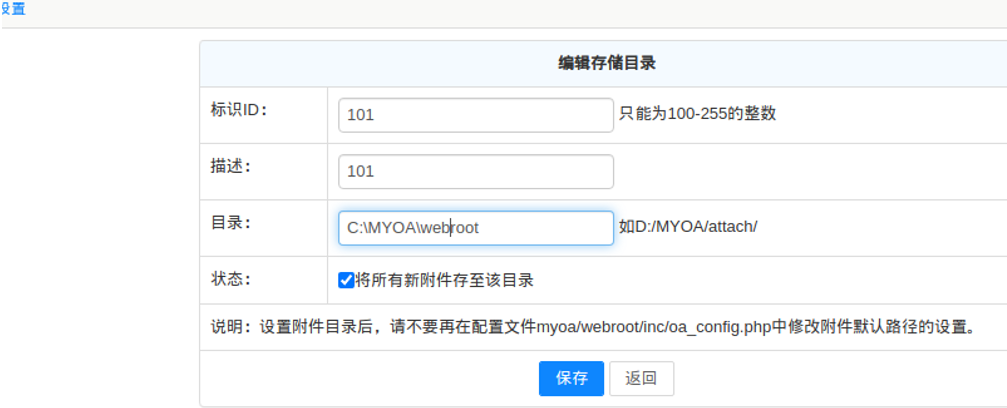 设置
编辑存储目录
标识ID： 101 只能为100-255的整数
描述： 101
目录： C:\MYOA\webroot 如D:/MYOA/attach/
状态： 将所有新附件存至该目录
说明：设置附件目录后，请不要再在配置文件myoa/webroot/inc/oa_config.php中修改附件默认路径的设置。
保存 返回